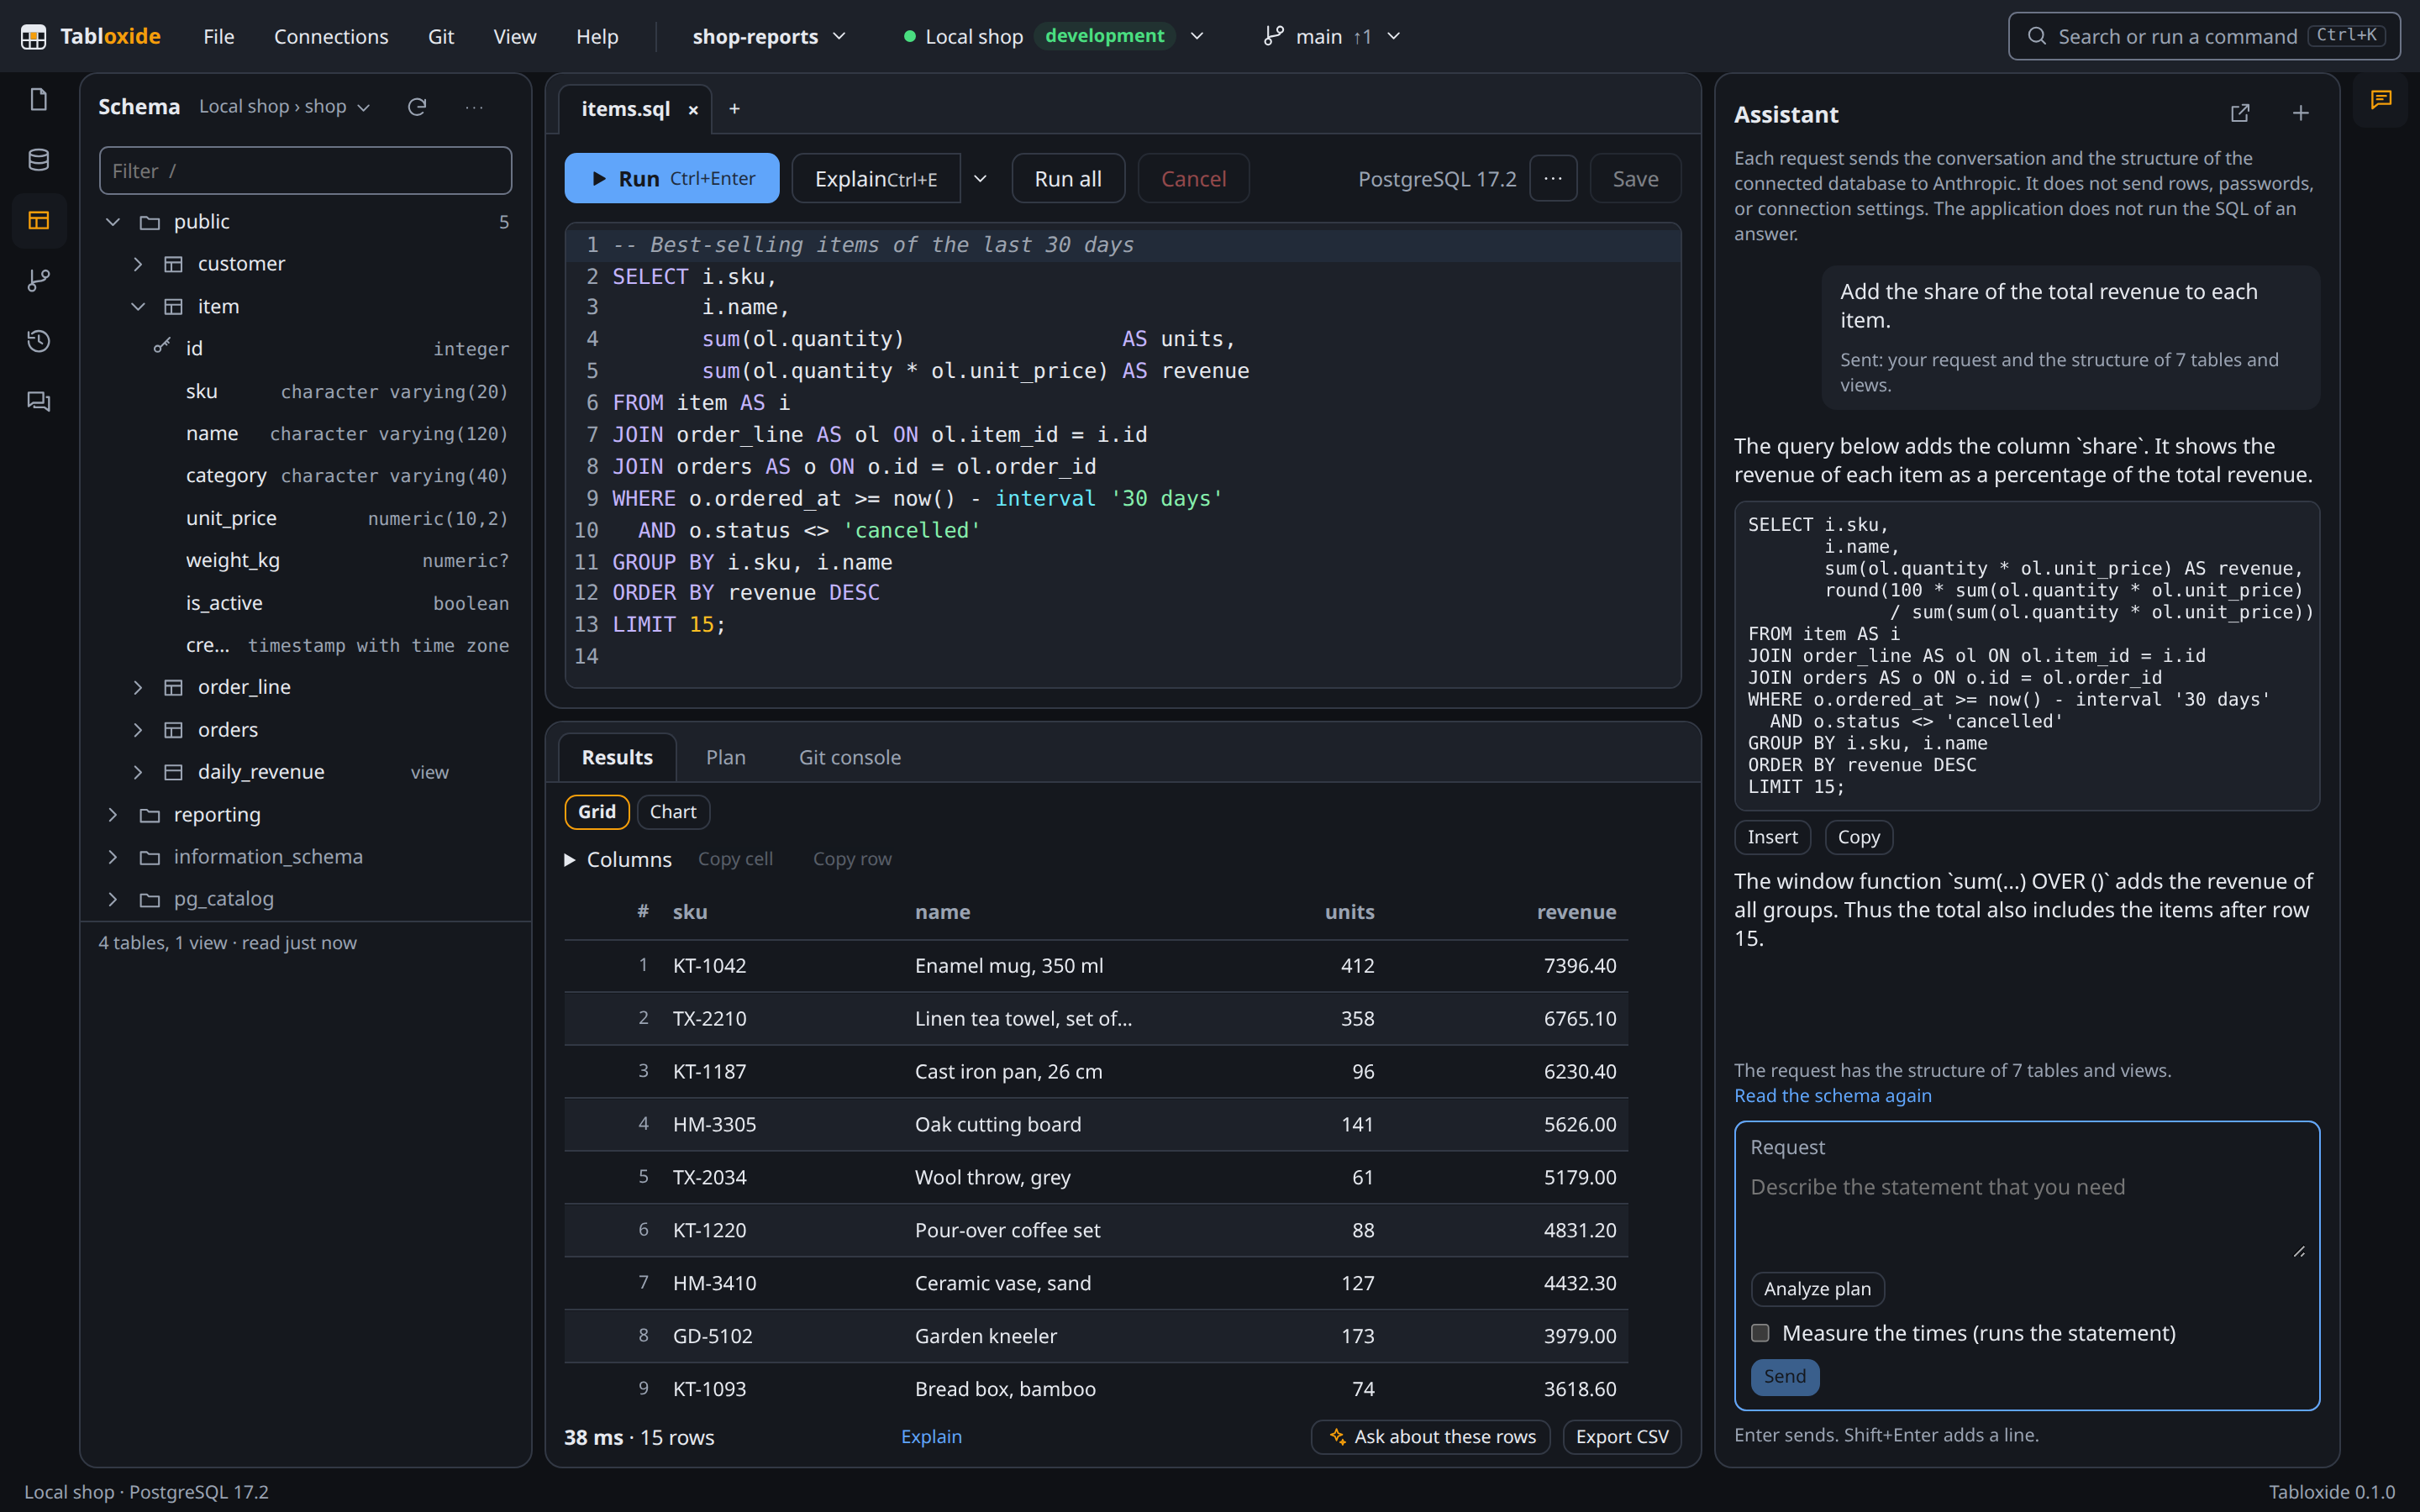 Tabloxide File Connections Git View Help shop-reports Local shop development main ↑1 Search or run a command Ctrl+K
Schema Local shop › shop ···
Filter /
public 5
customer
item
id integer
sku character varying(20)
name character varying(120)
category character varying(40)
unit_price numeric(10,2)
weight_kg numeric?
is_active boolean
cre... timestamp with time zone
order_line
orders
daily_revenue view
reporting
information_schema
pg_catalog
4 tables, 1 view · read just now
items.sql × +
Run Ctrl+Enter ExplainCtrl+E Run all Cancel PostgreSQL 17.2 ··· Save
1 -- Best-selling items of the last 30 days
2 SELECT i.sku,
3 i.name,
4 sum(ol.quantity) AS units,
5 sum(ol.quantity * ol.unit_price) AS revenue
6 FROM item AS i
7 JOIN order_line AS ol ON ol.item_id = i.id
8 JOIN orders AS o ON o.id = ol.order_id
9 WHERE o.ordered_at >= now() - interval '30 days'
10 AND o.status <> 'cancelled'
11 GROUP BY i.sku, i.name
12 ORDER BY revenue DESC
13 LIMIT 15;
14
Results Plan Git console
Grid Chart
Columns Copy cell Copy row
# sku name units revenue
1 KT-1042 Enamel mug, 350 ml 412 7396.40
2 TX-2210 Linen tea towel, set of... 358 6765.10
3 KT-1187 Cast iron pan, 26 cm 96 6230.40
4 HM-3305 Oak cutting board 141 5626.00
5 TX-2034 Wool throw, grey 61 5179.00
6 KT-1220 Pour-over coffee set 88 4831.20
7 HM-3410 Ceramic vase, sand 127 4432.30
8 GD-5102 Garden kneeler 173 3979.00
9 KT-1093 Bread box, bamboo 74 3618.60
38 ms · 15 rows Explain Ask about these rows Export CSV
Assistant
Each request sends the conversation and the structure of the
connected database to Anthropic. It does not send rows, passwords,
or connection settings. The application does not run the SQL of an
answer.
Add the share of the total revenue to each
item.
Sent: your request and the structure of 7 tables and
views.
The query below adds the column `share`. It shows the
revenue of each item as a percentage of the total revenue.
SELECT i.sku,
i.name,
sum(ol.quantity * ol.unit_price) AS revenue,
round(100 * sum(ol.quantity * ol.unit_price)
/ sum(sum(ol.quantity * ol.unit_price))
FROM item AS i
JOIN order_line AS ol ON ol.item_id = i.id
JOIN orders AS o ON o.id = ol.order_id
WHERE o.ordered_at >= now() - interval '30 days'
AND o.status <> 'cancelled'
GROUP BY i.sku, i.name
ORDER BY revenue DESC
LIMIT 15;
Insert Copy
The window function `sum(...) OVER ()` adds the revenue of
all groups. Thus the total also includes the items after row
15.
The request has the structure of 7 tables and views.
Read the schema again
Request
Describe the statement that you need
Analyze plan
Measure the times (runs the statement)
Send
Enter sends. Shift+Enter adds a line.
Local shop · PostgreSQL 17.2 Tabloxide 0.1.0